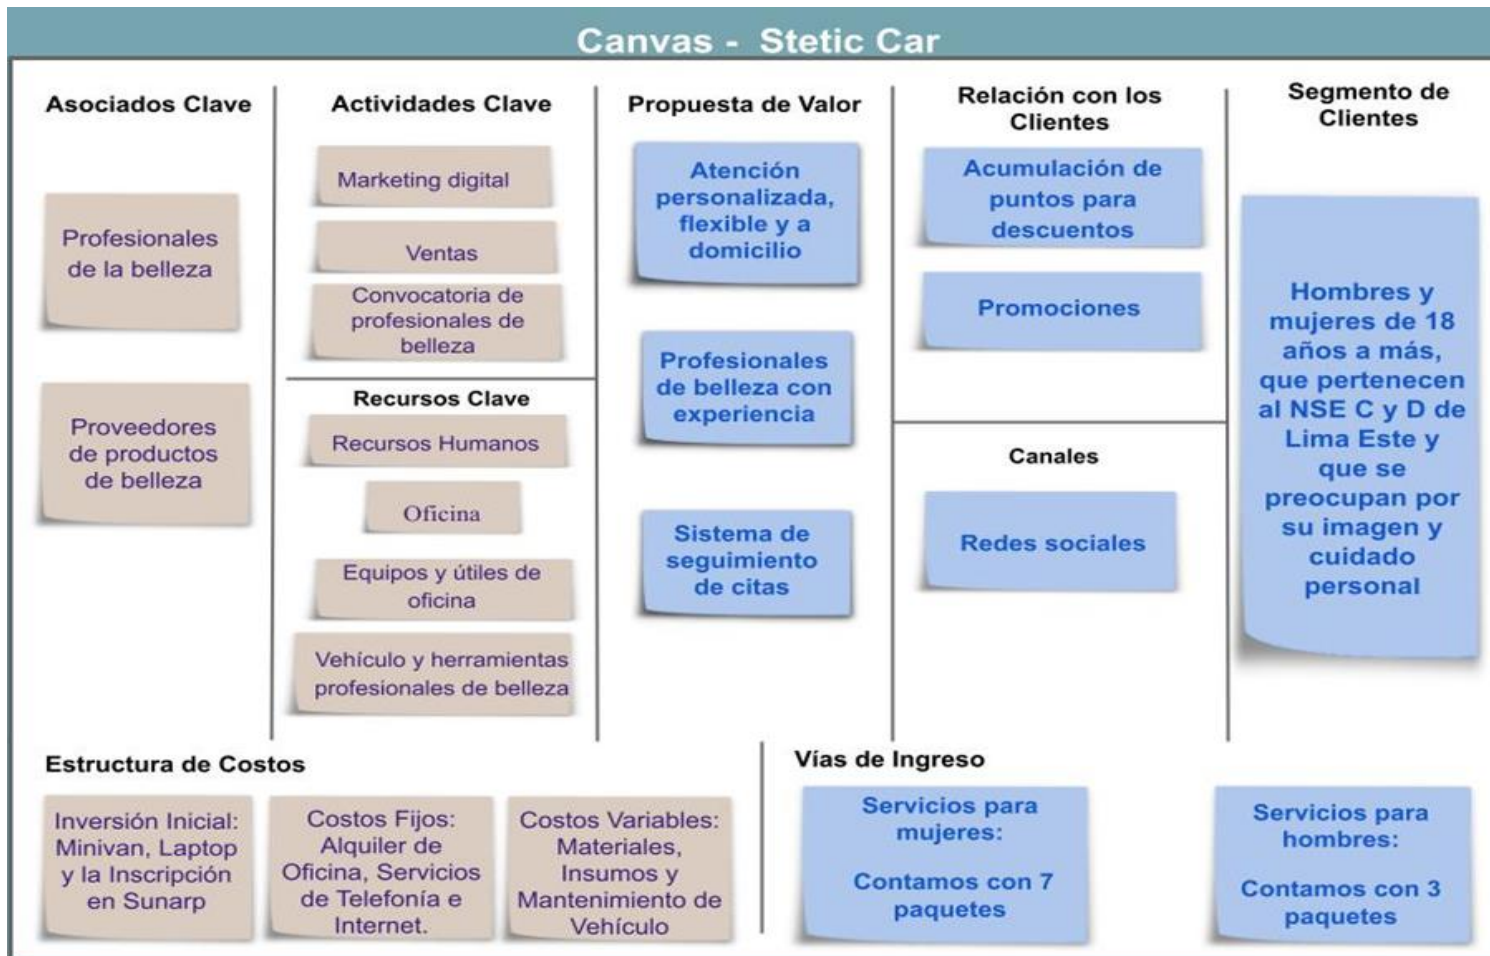 Canvas - Stetic Car
Asociados Clave
Profesionales
de la belleza
Proveedores
de productos
de belleza
Actividades Clave
Marketing digital
Ventas
Convocatoria de
profesionales de
belleza
Recursos Clave
Recursos Humanos
Oficina
Equipos y útiles de
oficina
Vehículo y herramientas
profesionales de belleza
Propuesta de Valor
Atención
personalizada,
flexible y a
domicilio
Profesionales
de belleza con
experiencia
Sistema de
seguimiento
de citas
Relación con los
Clientes
Acumulación de
puntos para
descuentos
Promociones
Canales
Redes sociales
Segmento de
Clientes
Hombres y
mujeres de 18
años a más,
que pertenecen
al NSE C y D de
Lima Este y
que se
preocupan por
su imagen y
cuidado
personal
Estructura de Costos
Inversión Inicial:
Minivan, Laptop
y la Inscripción
en Sunarp
Costos Fijos:
Alquiler de
Oficina, Servicios
de Telefonía e
Internet.
Costos Variables:
Materiales,
Insumos y
Mantenimiento de
Vehículo
Vías de Ingreso
Servicios para
mujeres:
Contamos con 7
paquetes
Servicios para
hombres:
Contamos con 3
paquetes